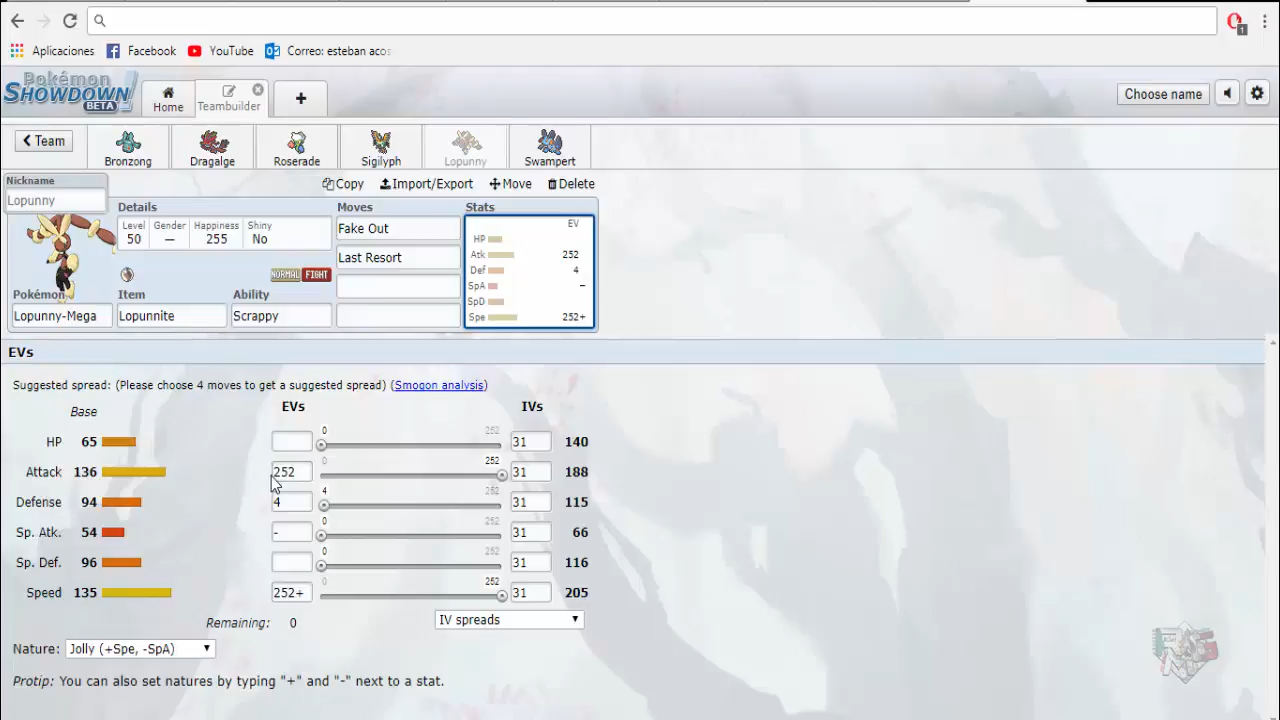 Aplicaciones Facebook YouTube Correo: esteban acos
Pokémon
SHOWDOWN
BETA
Home
Teambuilder
+
Choose name
Team
Bronzong Dragalge Roserade Sigilyph Lopunny Swampert
Nickname
Lopunny
Copy Import/Export Move Delete
Details Moves Stats
Level Gender Happiness Shiny
50 — 255 No
Fake Out
Last Resort
NORMAL FIGHT
Pokémon Item Ability
Lopunny-Mega Lopunnite Scrappy
EV
HP
Atk 252
Def 4
SpA –
SpD
Spe 252+
EVs
Suggested spread: (Please choose 4 moves to get a suggested spread) (Smogon analysis)
Base EVs IVs
HP 65 0 252 31 140
Attack 136 252 0 252 31 188
Defense 94 4 4 252 31 115
Sp. Atk. 54 - 0 252 31 66
Sp. Def. 96 0 252 31 116
Speed 135 252+ 0 252 31 205
Remaining: 0 IV spreads
Nature: Jolly (+Spe, -SpA)
Protip: You can also set natures by typing "+" and "-" next to a stat.